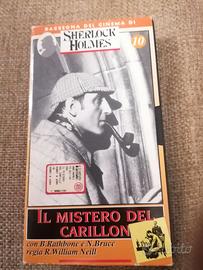 RASSEGNA DEL CINEMA DI
SHERLOCK
HOLMES
10
IL MISTERO DEL
CARILLON
con B. Rathbone e N. Bruce
regia R. William Neill